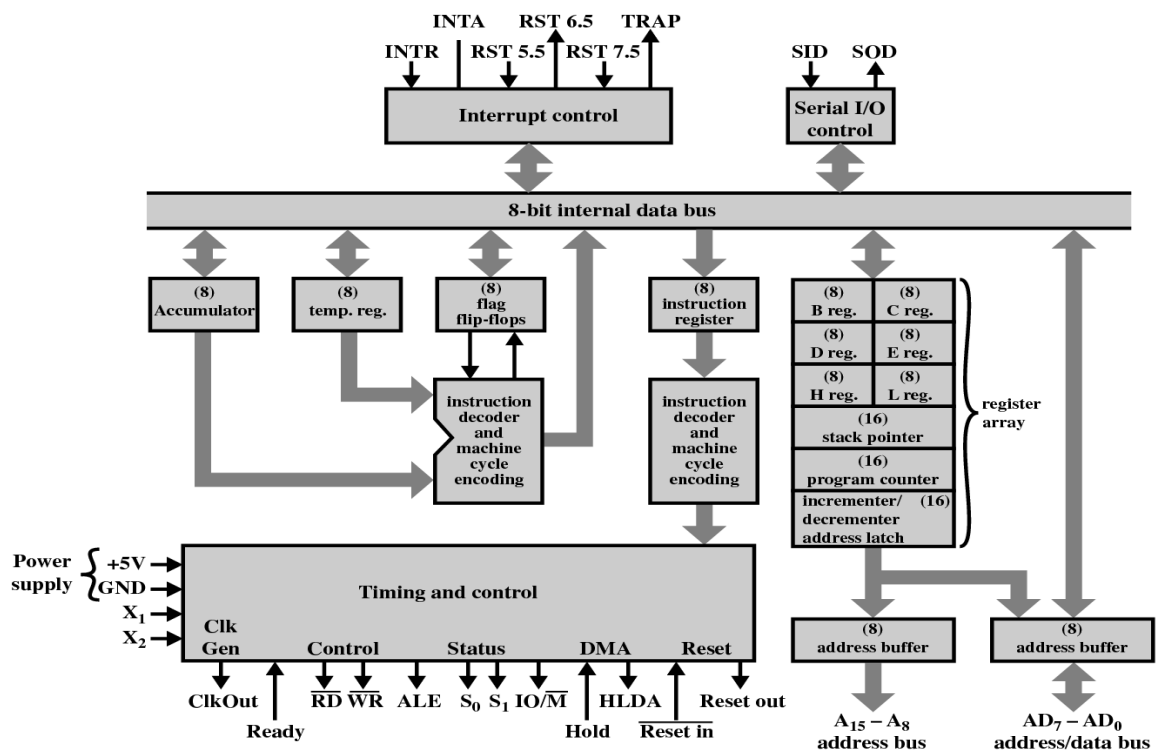 INTA RST 6.5 TRAP
INTR RST 5.5 RST 7.5
SID SOD
Interrupt control
Serial I/O
control
8-bit internal data bus
(8)
Accumulator
(8)
temp. reg.
(8)
flag
flip-flops
(8)
instruction
register
(8)
B reg.
(8)
C reg.
(8)
D reg.
(8)
E reg.
(8)
H reg.
(8)
L reg.
(16)
stack pointer
(16)
program counter
incrementer/ (16)
decrementer
address latch
register
array
instruction
decoder
and
machine
cycle
encoding
instruction
decoder
and
machine
cycle
encoding
Power
supply
+5V
GND
X₁
X₂
Timing and control
Clk
Gen
Control
Status
DMA
Reset
ClkOut
Ready
R̅D̅
W̅R̅
ALE
S₀
S₁
IO/M̅
Hold
HLDA
R̅e̅s̅e̅t̅ ̅i̅n̅
Reset out
(8)
address buffer
(8)
address buffer
A₁₅ – A₈
address bus
AD₇ – AD₀
address/data bus